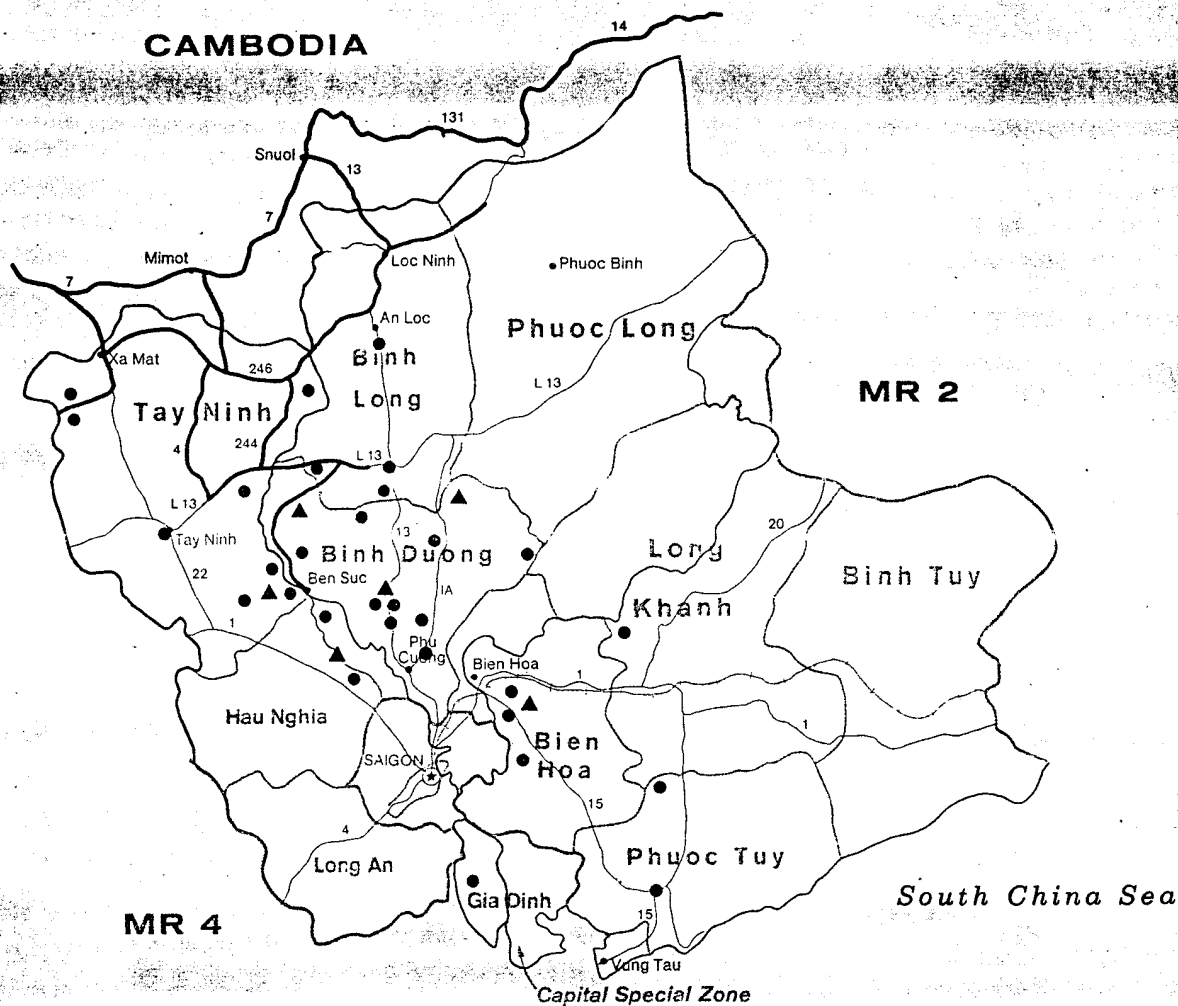 CAMBODIA
14
131
Snuol
13
7
Mimot
7
Loc Ninh
Phuoc Binh
An Loc
Phuoc Long
Xa Mat
Binh
Long
246
L 13
MR 2
Tay Ninh
4
244
L 13
L 13
Tay Ninh
13
20
Long
Khanh
Binh Duong
Binh Tuy
22
Ben Suc
IA
1
Phu
Cuong
Bien Hoa
1
Hau Nghia
1
Bien
Hoa
SAIGON
15
4
Long An
Phuoc Tuy
Gia Dinh
South China Sea
MR 4
15
Vung Tau
Capital Special Zone